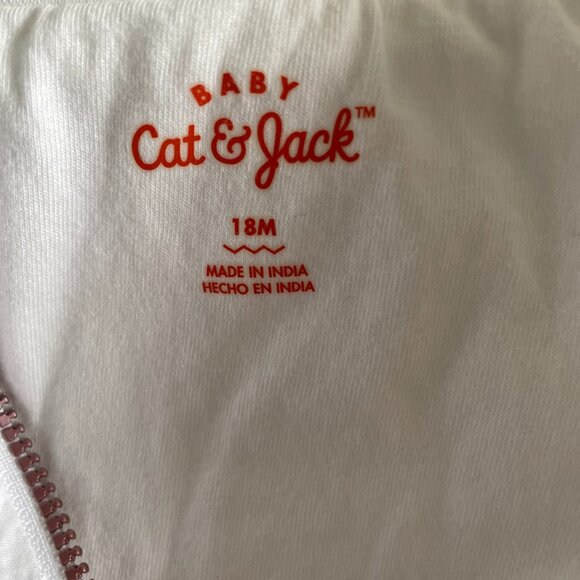 BABY
Cat & Jack™
18M
MADE IN INDIA
HECHO EN INDIA